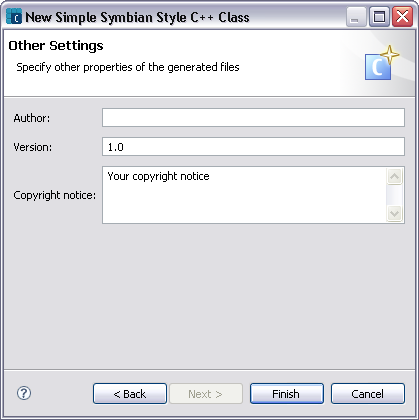 New Simple Symbian Style C++ Class
Other Settings
Specify other properties of the generated files
Author:
Version: 1.0
Copyright notice: Your copyright notice
< Back Next > Finish Cancel